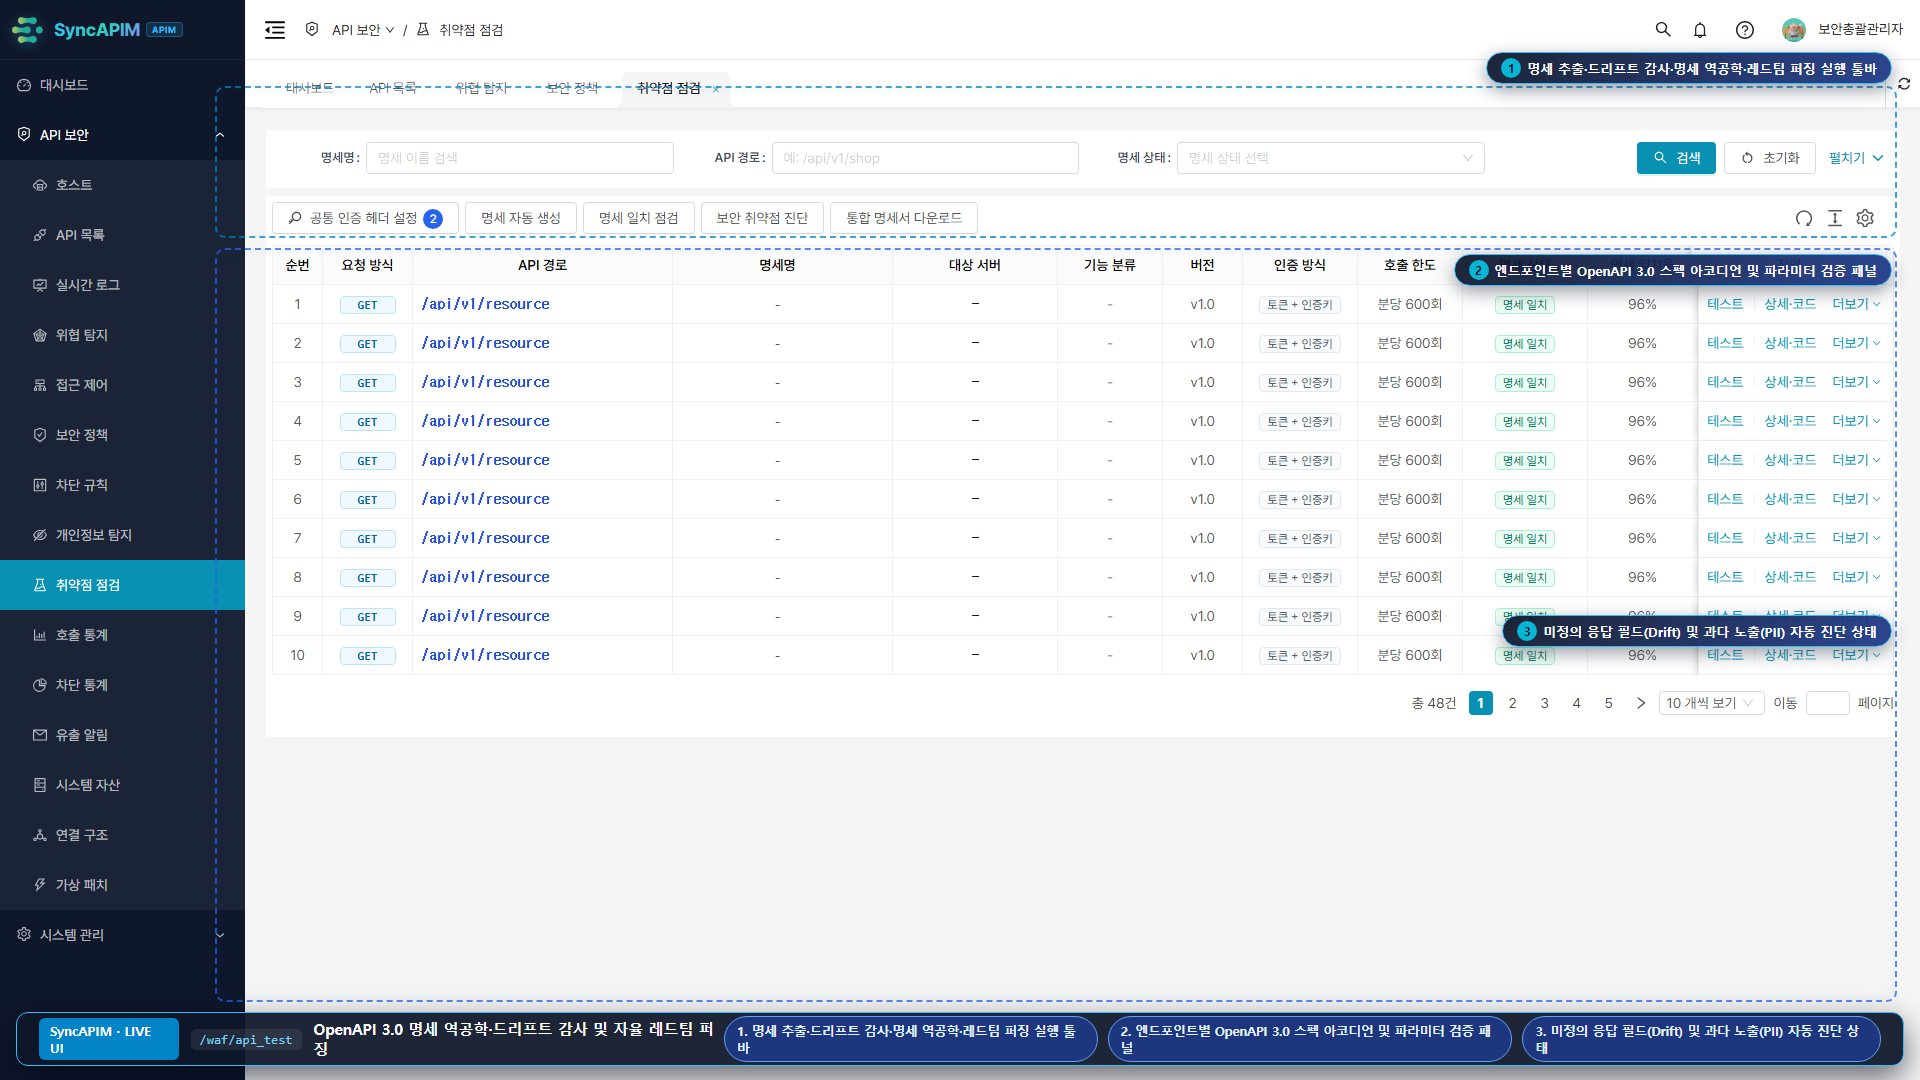 SyncAPIM APIM
API 보안 / 취약점 점검
보안총괄관리자
대시보드
API 보안
호스트
API 목록
실시간 로그
위협 탐지
접근 제어
보안 정책
차단 규칙
개인정보 탐지
취약점 점검
호출 통계
차단 통계
유출 알림
시스템 자산
연결 구조
가상 패치
시스템 관리
대시보드 API 목록 위협 탐지 보안 정책 취약점 점검 ×
1 명세 추출·드리프트 감사·명세 역공학·레드팀 퍼징 실행 툴바
명세명: 명세 이름 검색 API 경로: 예: /api/v1/shop 명세 상태: 명세 상태 선택 검색 초기화 펼치기
공통 인증 헤더 설정 2 명세 자동 생성 명세 일치 점검 보안 취약점 진단 통합 명세서 다운로드
순번 요청 방식 API 경로 명세명 대상 서버 기능 분류 버전 인증 방식 호출 한도
2 엔드포인트별 OpenAPI 3.0 스펙 아코디언 및 파라미터 검증 패널
1 GET /api/v1/resource - – - v1.0 토큰 + 인증키 분당 600회 명세 일치 96% 테스트 상세·코드 더보기
2 GET /api/v1/resource - – - v1.0 토큰 + 인증키 분당 600회 명세 일치 96% 테스트 상세·코드 더보기
3 GET /api/v1/resource - – - v1.0 토큰 + 인증키 분당 600회 명세 일치 96% 테스트 상세·코드 더보기
4 GET /api/v1/resource - – - v1.0 토큰 + 인증키 분당 600회 명세 일치 96% 테스트 상세·코드 더보기
5 GET /api/v1/resource - – - v1.0 토큰 + 인증키 분당 600회 명세 일치 96% 테스트 상세·코드 더보기
6 GET /api/v1/resource - – - v1.0 토큰 + 인증키 분당 600회 명세 일치 96% 테스트 상세·코드 더보기
7 GET /api/v1/resource - – - v1.0 토큰 + 인증키 분당 600회 명세 일치 96% 테스트 상세·코드 더보기
8 GET /api/v1/resource - – - v1.0 토큰 + 인증키 분당 600회 명세 일치 96% 테스트 상세·코드 더보기
9 GET /api/v1/resource - – - v1.0 토큰 + 인증키 분당 600회 명세 일치 96% 테스트 상세·코드 더보기
3 미정의 응답 필드(Drift) 및 과다 노출(PII) 자동 진단 상태
10 GET /api/v1/resource - – - v1.0 토큰 + 인증키 분당 600회 명세 일치 96% 테스트 상세·코드 더보기
총 48건 1 2 3 4 5 10 개씩 보기 이동 페이지
SyncAPIM · LIVE
UI
/waf/api_test
OpenAPI 3.0 명세 역공학·드리프트 감사 및 자율 레드팀 퍼
징
1. 명세 추출·드리프트 감사·명세 역공학·레드팀 퍼징 실행 툴
바
2. 엔드포인트별 OpenAPI 3.0 스펙 아코디언 및 파라미터 검증 패
널
3. 미정의 응답 필드(Drift) 및 과다 노출(PII) 자동 진단 상
태